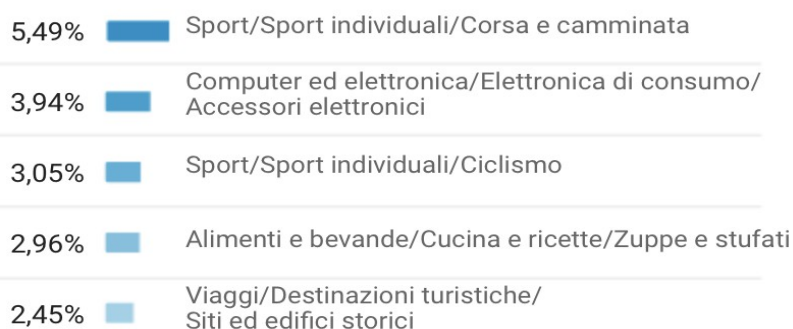 5,49% Sport/Sport individuali/Corsa e camminata
3,94% Computer ed elettronica/Elettronica di consumo/
Accessori elettronici
3,05% Sport/Sport individuali/Ciclismo
2,96% Alimenti e bevande/Cucina e ricette/Zuppe e stufati
2,45% Viaggi/Destinazioni turistiche/
Siti ed edifici storici